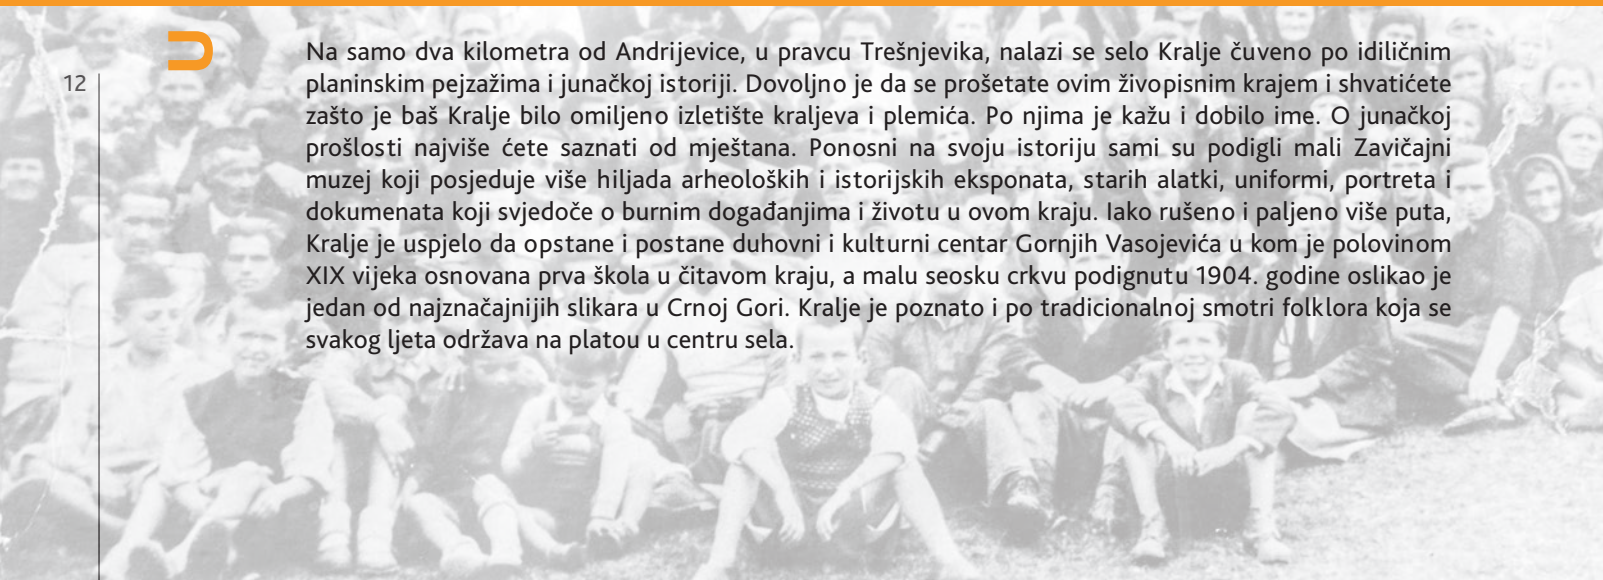 12
Na samo dva kilometra od Andrijevice, u pravcu Trešnjevika, nalazi se selo Kralje čuveno po idiličnim
planinskim pejzažima i junačkoj istoriji. Dovoljno je da se prošetate ovim živopisnim krajem i shvatićete
zašto je baš Kralje bilo omiljeno izletište kraljeva i plemića. Po njima je kažu i dobilo ime. O junačkoj
prošlosti najviše ćete saznati od mještana. Ponosni na svoju istoriju sami su podigli mali Zavičajni
muzej koji posjeduje više hiljada arheoloških i istorijskih eksponata, starih alatki, uniformi, portreta i
dokumenata koji svjedoče o burnim događanjima i životu u ovom kraju. Iako rušeno i paljeno više puta,
Kralje je uspjelo da opstane i postane duhovni i kulturni centar Gornjih Vasojevića u kom je polovinom
XIX vijeka osnovana prva škola u čitavom kraju, a malu seosku crkvu podignutu 1904. godine oslikao je
jedan od najznačajnijih slikara u Crnoj Gori. Kralje je poznato i po tradicionalnoj smotri folklora koja se
svakog ljeta održava na platou u centru sela.